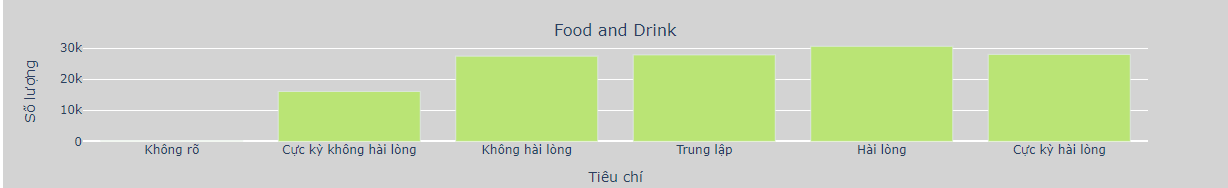 Food and Drink
Số lượng
30k
20k
10k
0
Không rõ Cực kỳ không hài lòng Không hài lòng Trung lập Hài lòng Cực kỳ hài lòng
Tiêu chí